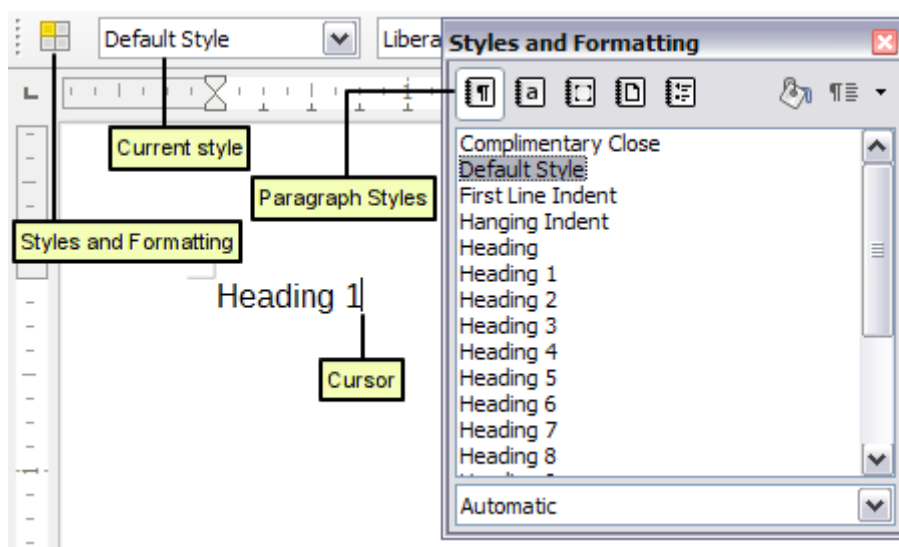 Default Style
Libera
Styles and Formatting
Current style
Paragraph Styles
Styles and Formatting
Heading 1
Cursor
Complimentary Close
Default Style
First Line Indent
Hanging Indent
Heading
Heading 1
Heading 2
Heading 3
Heading 4
Heading 5
Heading 6
Heading 7
Heading 8
Automatic
1